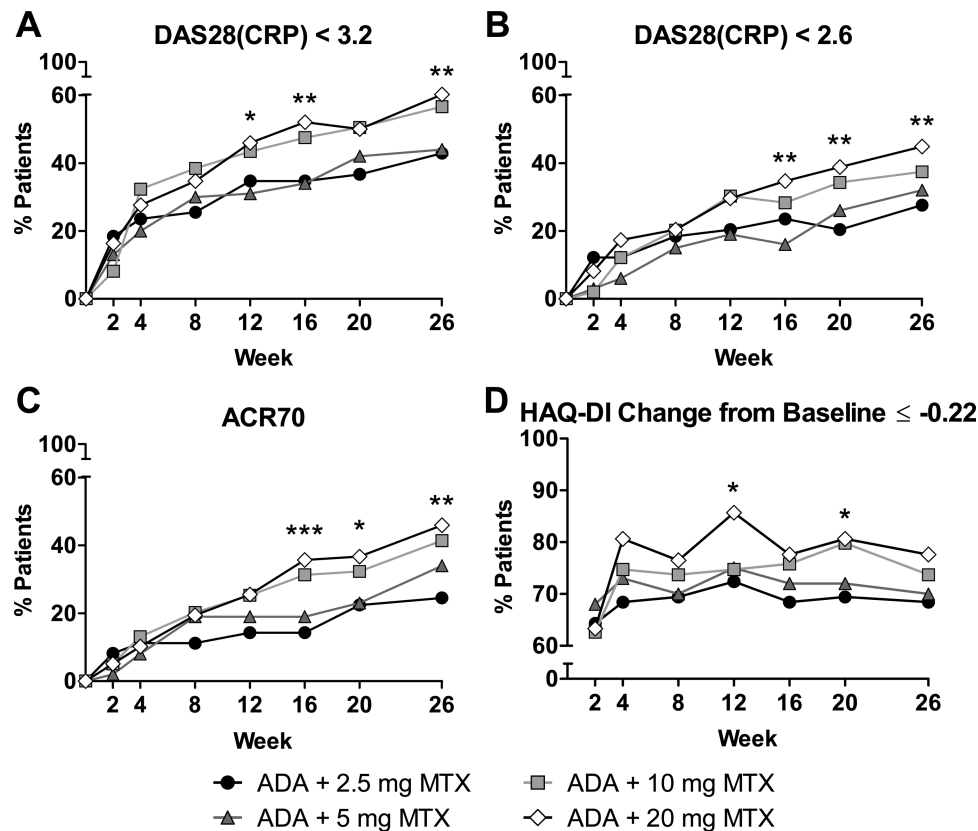 A
DAS28(CRP) < 3.2
100
60
40
20
0
% Patients
* ** **
2 4 8 12 16 20 26
Week
B
DAS28(CRP) < 2.6
100
60
40
20
0
% Patients
** ** **
2 4 8 12 16 20 26
Week
C
ACR70
100
60
40
20
0
% Patients
*** * **
2 4 8 12 16 20 26
Week
D
HAQ-DI Change from Baseline ≤ -0.22
100
90
80
70
60
0
% Patients
* *
2 4 8 12 16 20 26
Week
ADA + 2.5 mg MTX
ADA + 5 mg MTX
ADA + 10 mg MTX
ADA + 20 mg MTX